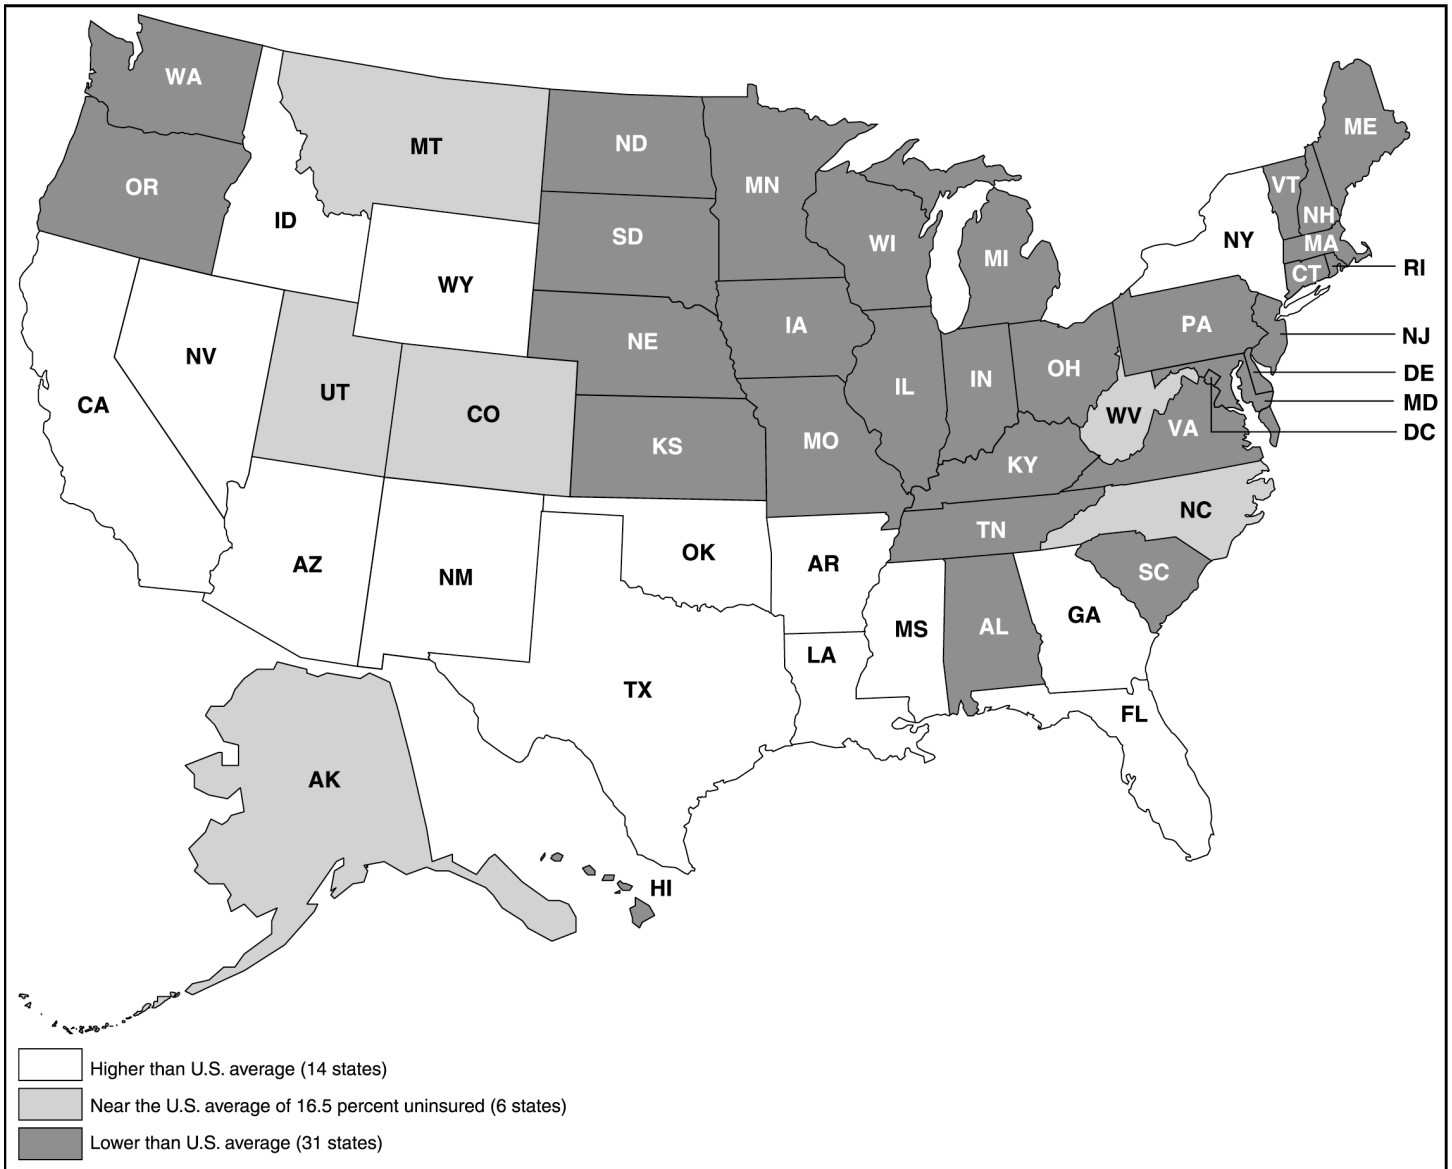 WA
ME
MT
ND
MN
OR
VT
NH
ID
SD
WI
NY
MA
MI
CT
RI
WY
IA
PA
NJ
NV
NE
OH
DE
UT
IN
IL
MD
CA
CO
WV
VA
DC
KS
MO
KY
NC
TN
OK
AZ
AR
SC
NM
GA
MS
AL
LA
TX
FL
AK
HI
Higher than U.S. average (14 states)
Near the U.S. average of 16.5 percent uninsured (6 states)
Lower than U.S. average (31 states)